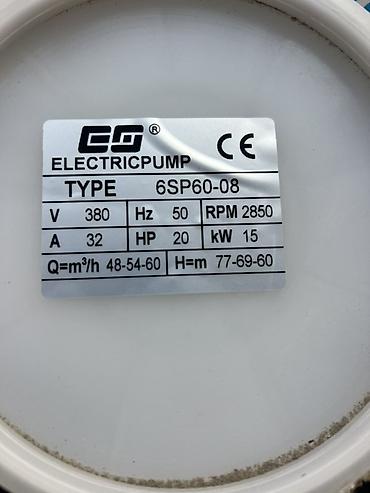 EG ® CE
ELECTRICPUMP
TYPE 6SP60-08
V 380 Hz 50 RPM 2850
A 32 HP 20 kW 15
Q=m³/h 48-54-60 H=m 77-69-60